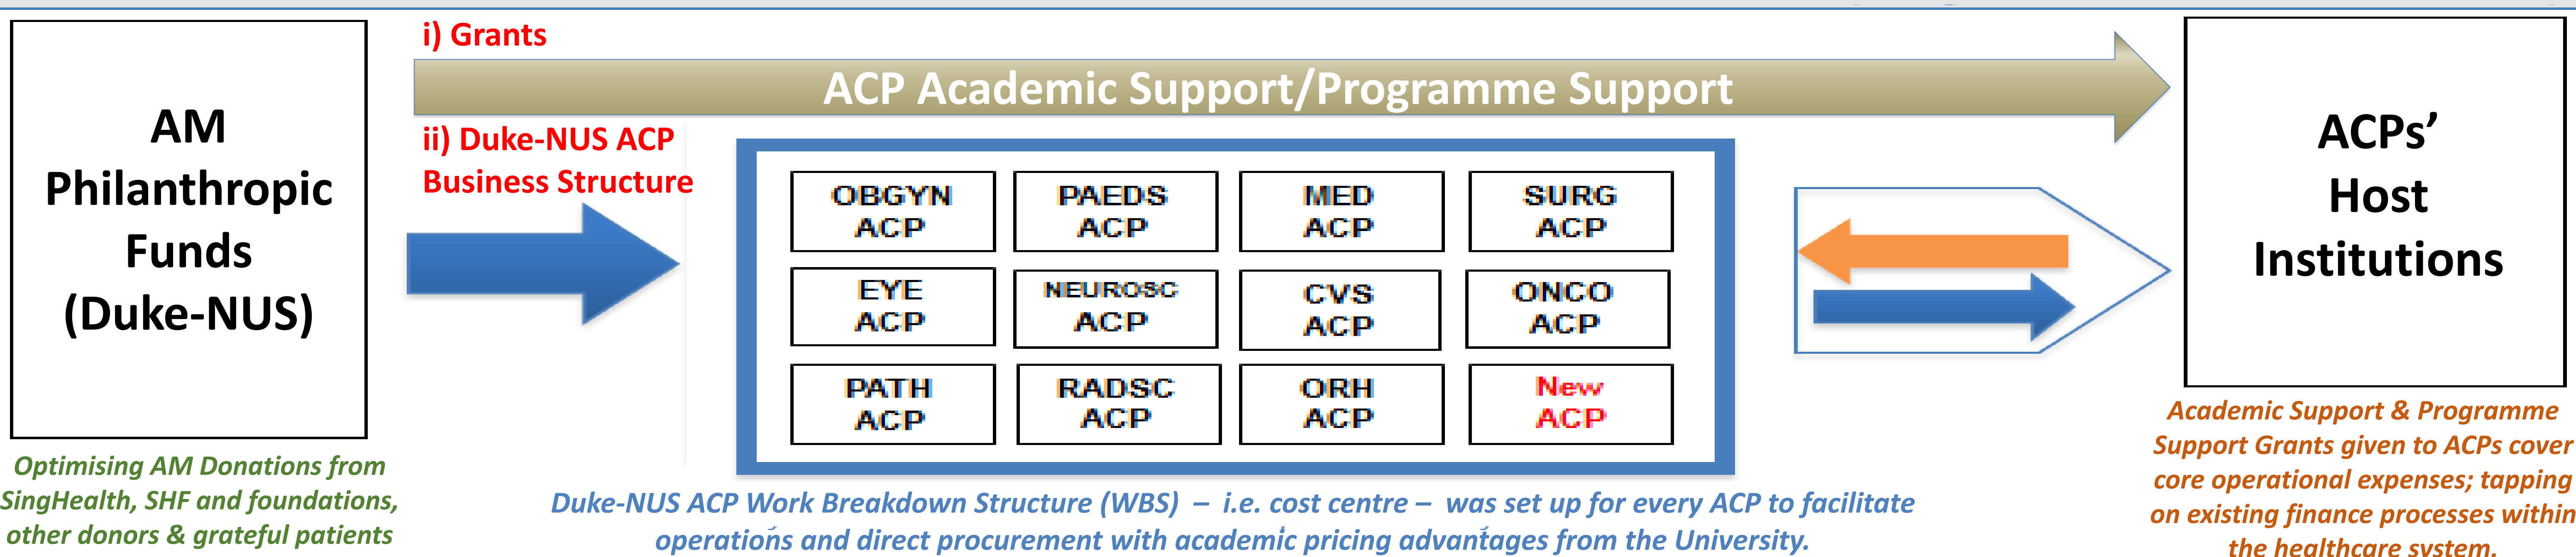 AM
Philanthropic
Funds
(Duke-NUS)
Optimising AM Donations from
SingHealth, SHF and foundations,
other donors & grateful patients
i) Grants
ACP Academic Support/Programme Support
ii) Duke-NUS ACP
Business Structure
OBGYN
ACP
PAEDS
ACP
MED
ACP
SURG
ACP
EYE
ACP
NEUROSC
ACP
CVS
ACP
ONCO
ACP
PATH
ACP
RADSC
ACP
ORH
ACP
New
ACP
Duke-NUS ACP Work Breakdown Structure (WBS) – i.e. cost centre – was set up for every ACP to facilitate
operations and direct procurement with academic pricing advantages from the University.
ACPs’
Host
Institutions
Academic Support & Programme
Support Grants given to ACPs cover
core operational expenses; tapping
on existing finance processes within
the healthcare system.